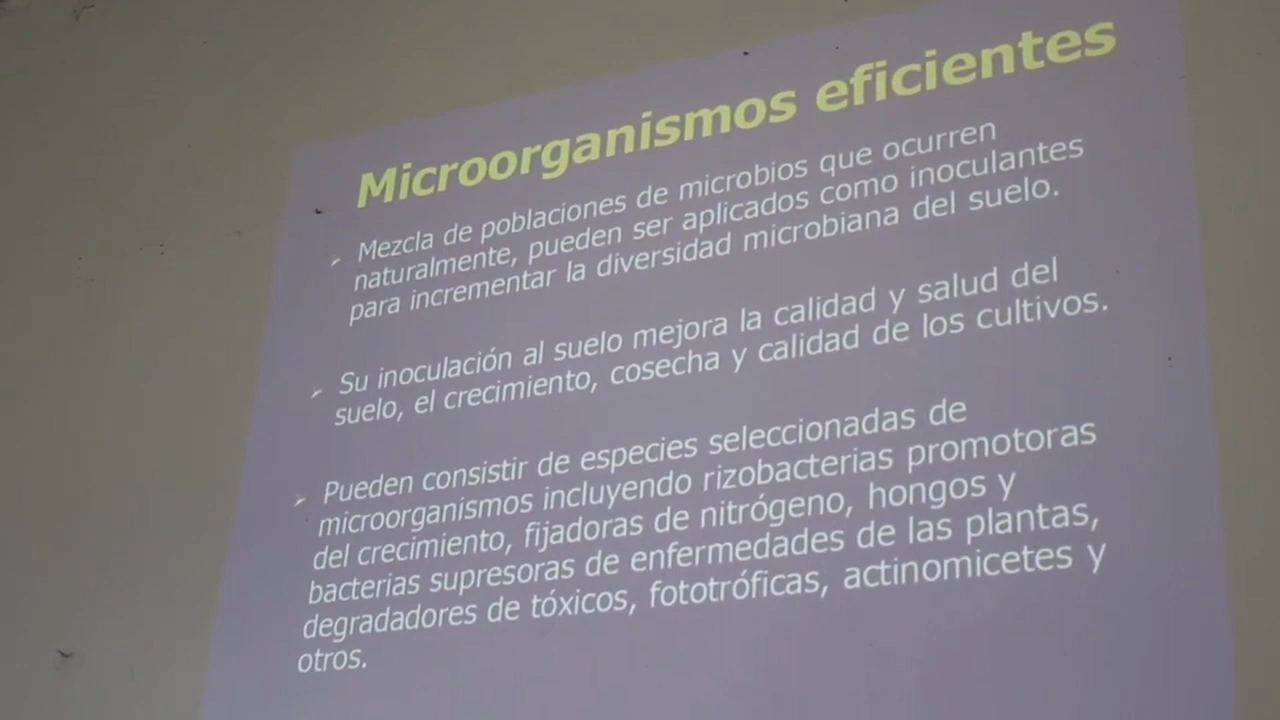 Microorganismos eficientes
Mezcla de poblaciones de microbios que ocurren
naturalmente, pueden ser aplicados como inoculantes
para incrementar la diversidad microbiana del suelo.
Su inoculación al suelo mejora la calidad y salud del
suelo, el crecimiento, cosecha y calidad de los cultivos.
Pueden consistir de especies seleccionadas de
microorganismos incluyendo rizobacterias promotoras
del crecimiento, fijadoras de nitrógeno, hongos y
bacterias supresoras de enfermedades de las plantas,
degradadores de tóxicos, fototróficas, actinomicetes y
otros.